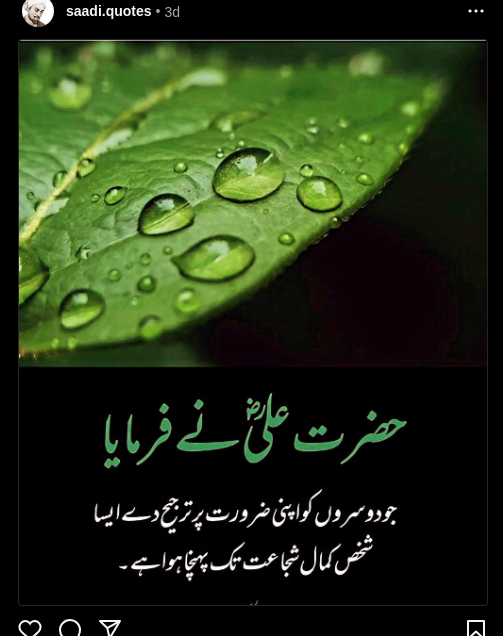 saadi.quotes • 3d
حضرت علیؓ نے فرمایا
جو دوسروں کو اپنی ضرورت پر ترجیح دے ایسا
شخص کمال شجاعت تک پہنچا ہوا ہے ۔